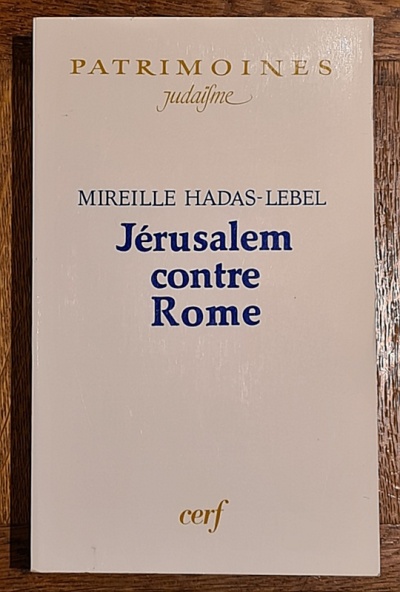 PATRIMOINES
judaïsme
MIREILLE HADAS-LEBEL
Jérusalem
contre
Rome
cerf